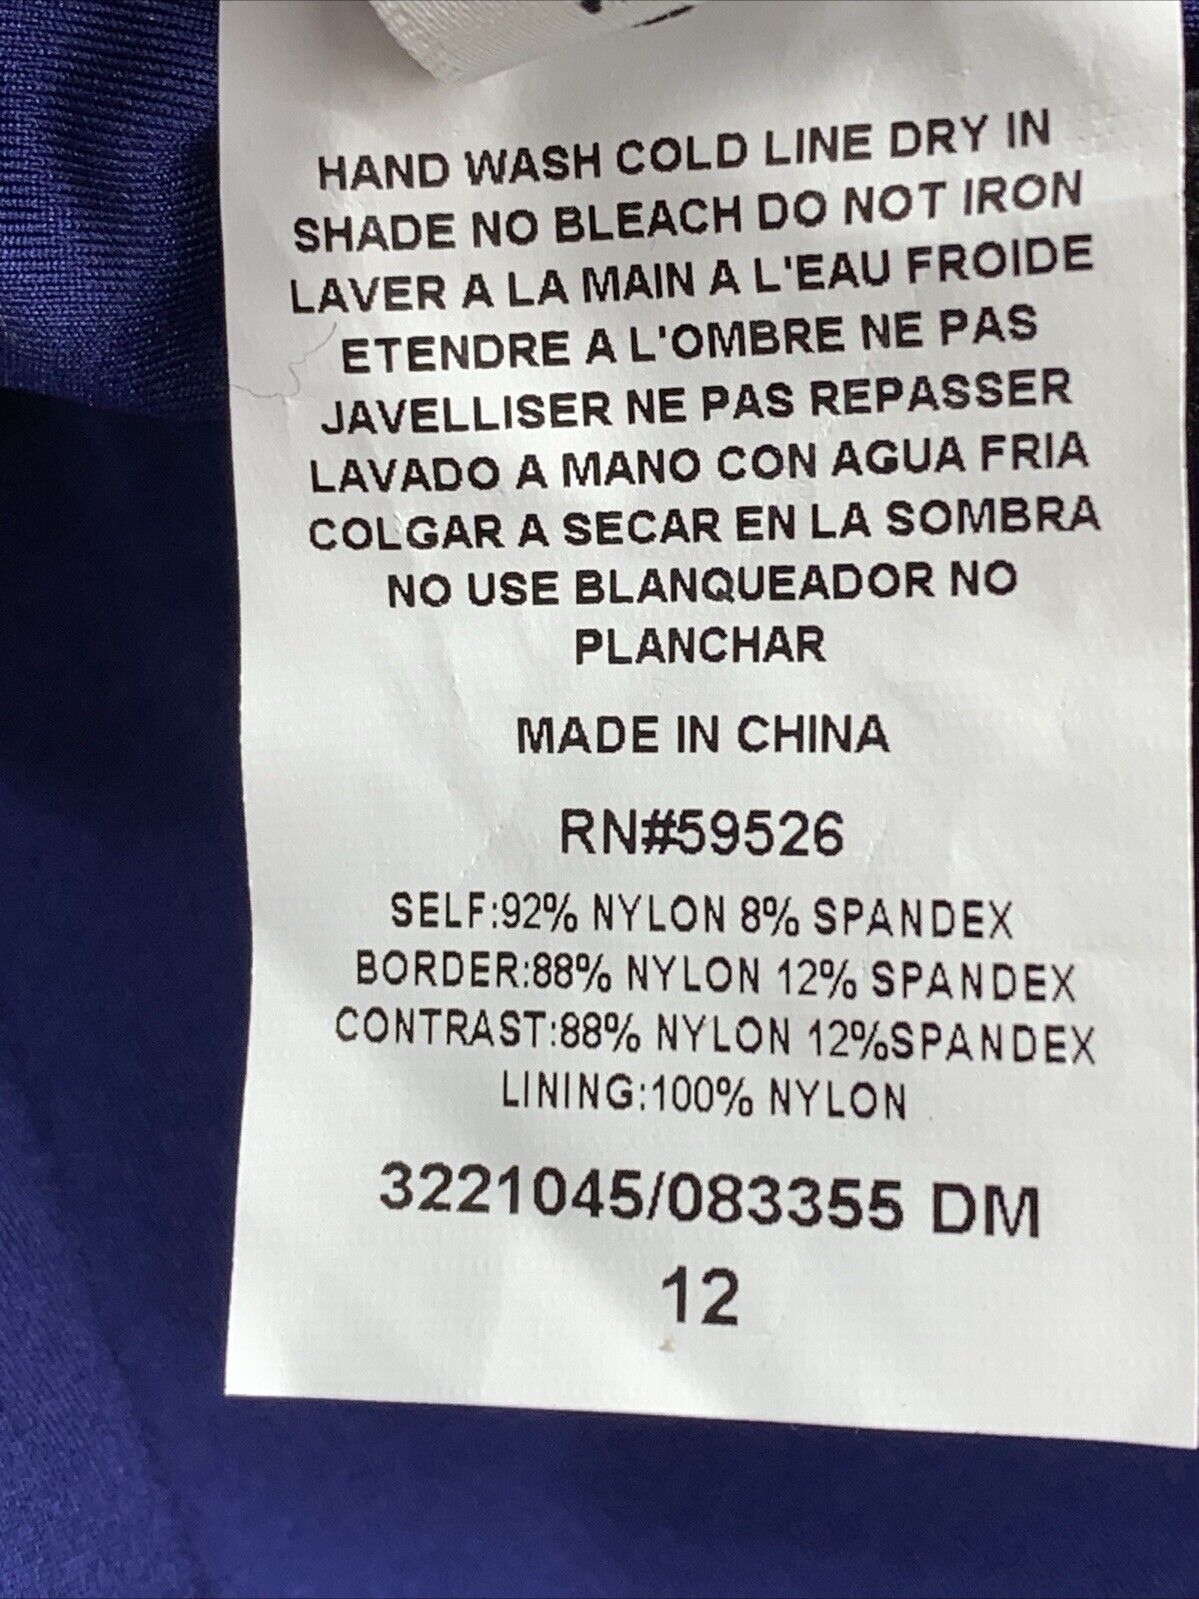 HAND WASH COLD LINE DRY IN
SHADE NO BLEACH DO NOT IRON
LAVER A LA MAIN A L'EAU FROIDE
ETENDRE A L'OMBRE NE PAS
JAVELLISER NE PAS REPASSER
LAVADO A MANO CON AGUA FRIA
COLGAR A SECAR EN LA SOMBRA
NO USE BLANQUEADOR NO
PLANCHAR
MADE IN CHINA
RN#59526
SELF:92% NYLON 8% SPANDEX
BORDER:88% NYLON 12% SPANDEX
CONTRAST:88% NYLON 12%SPANDEX
LINING:100% NYLON
3221045/083355 DM
12